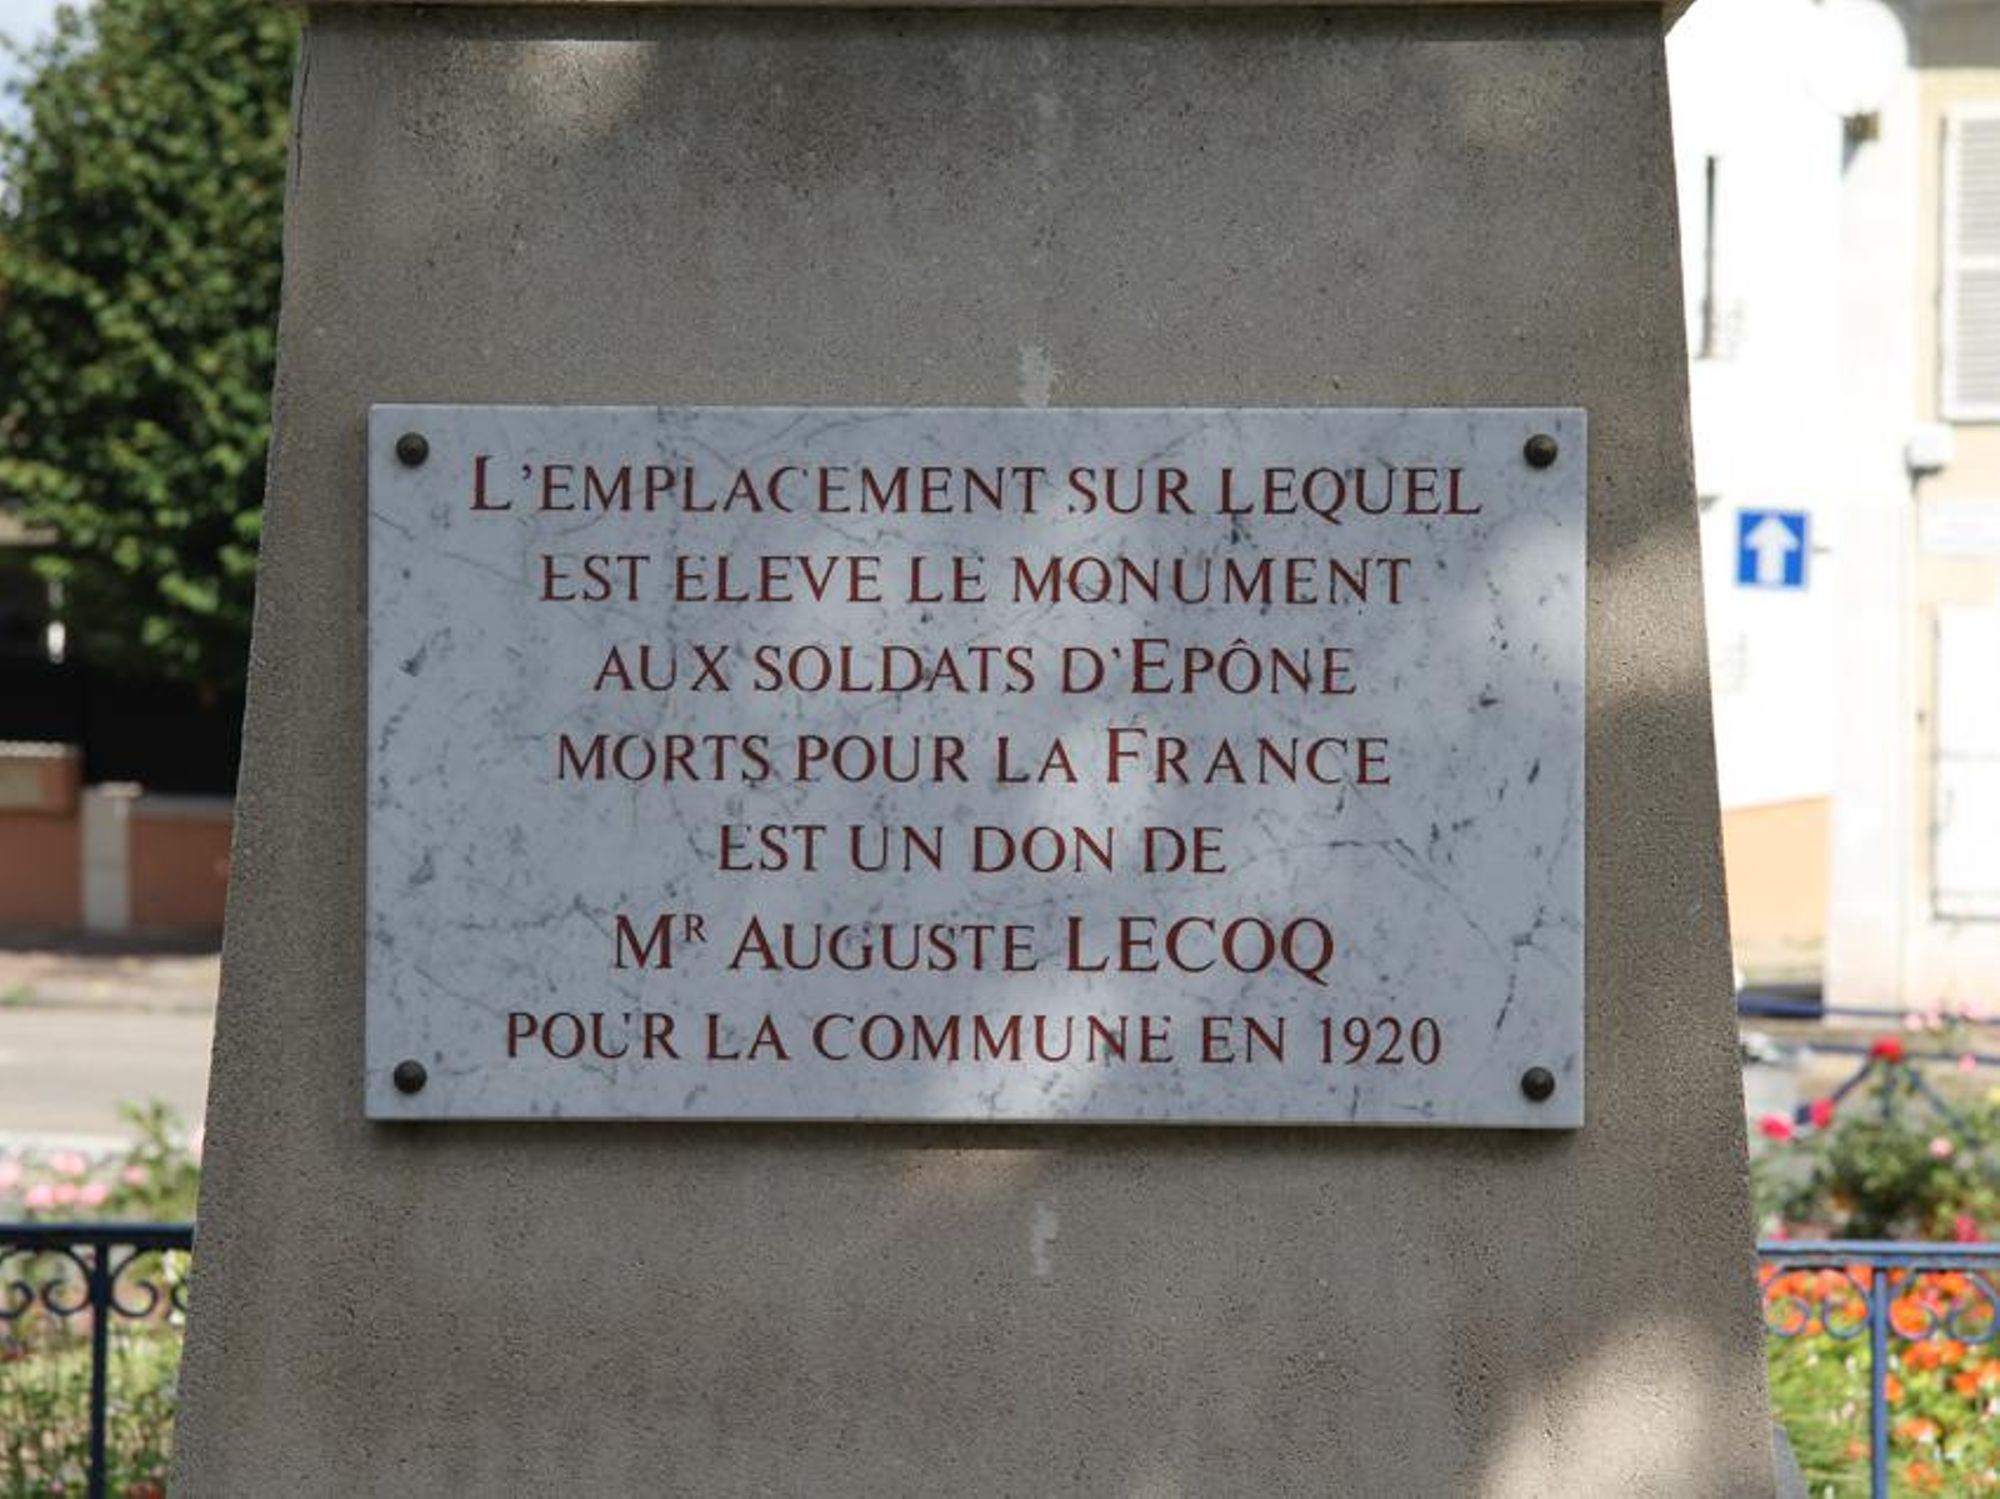 L'EMPLACEMENT SUR LEQUEL
EST ELEVE LE MONUMENT
AUX SOLDATS D'EPÔNE
MORTS POUR LA FRANCE
EST UN DON DE
MR AUGUSTE LECOQ
POUR LA COMMUNE EN 1920